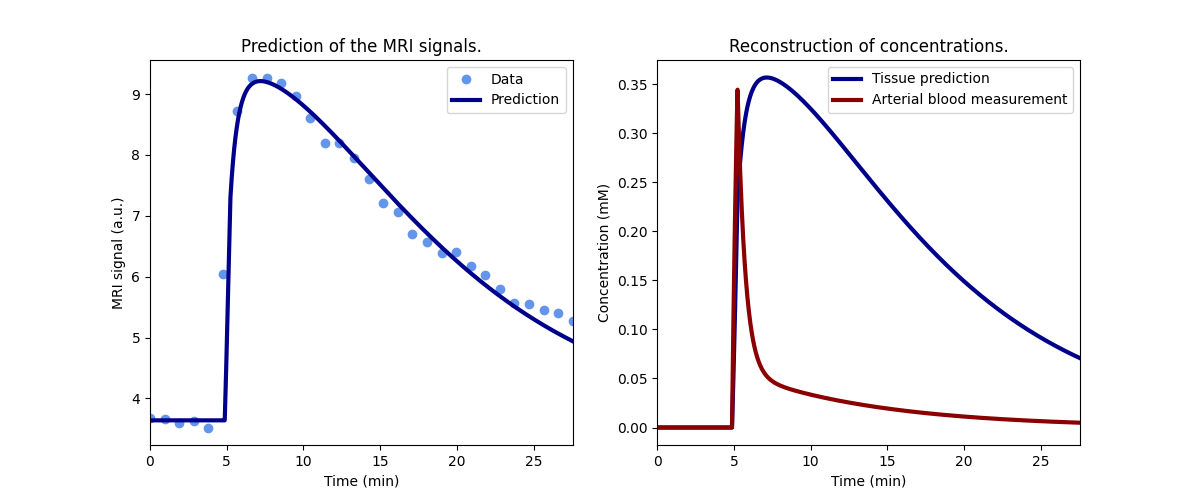 Prediction of the MRI signals.
MRI signal (a.u.)
9
8
7
6
5
4
0
5
10
15
20
25
Time (min)
Data
Prediction
Reconstruction of concentrations.
Concentration (mM)
0.35
0.30
0.25
0.20
0.15
0.10
0.05
0.00
0
5
10
15
20
25
Time (min)
Tissue prediction
Arterial blood measurement